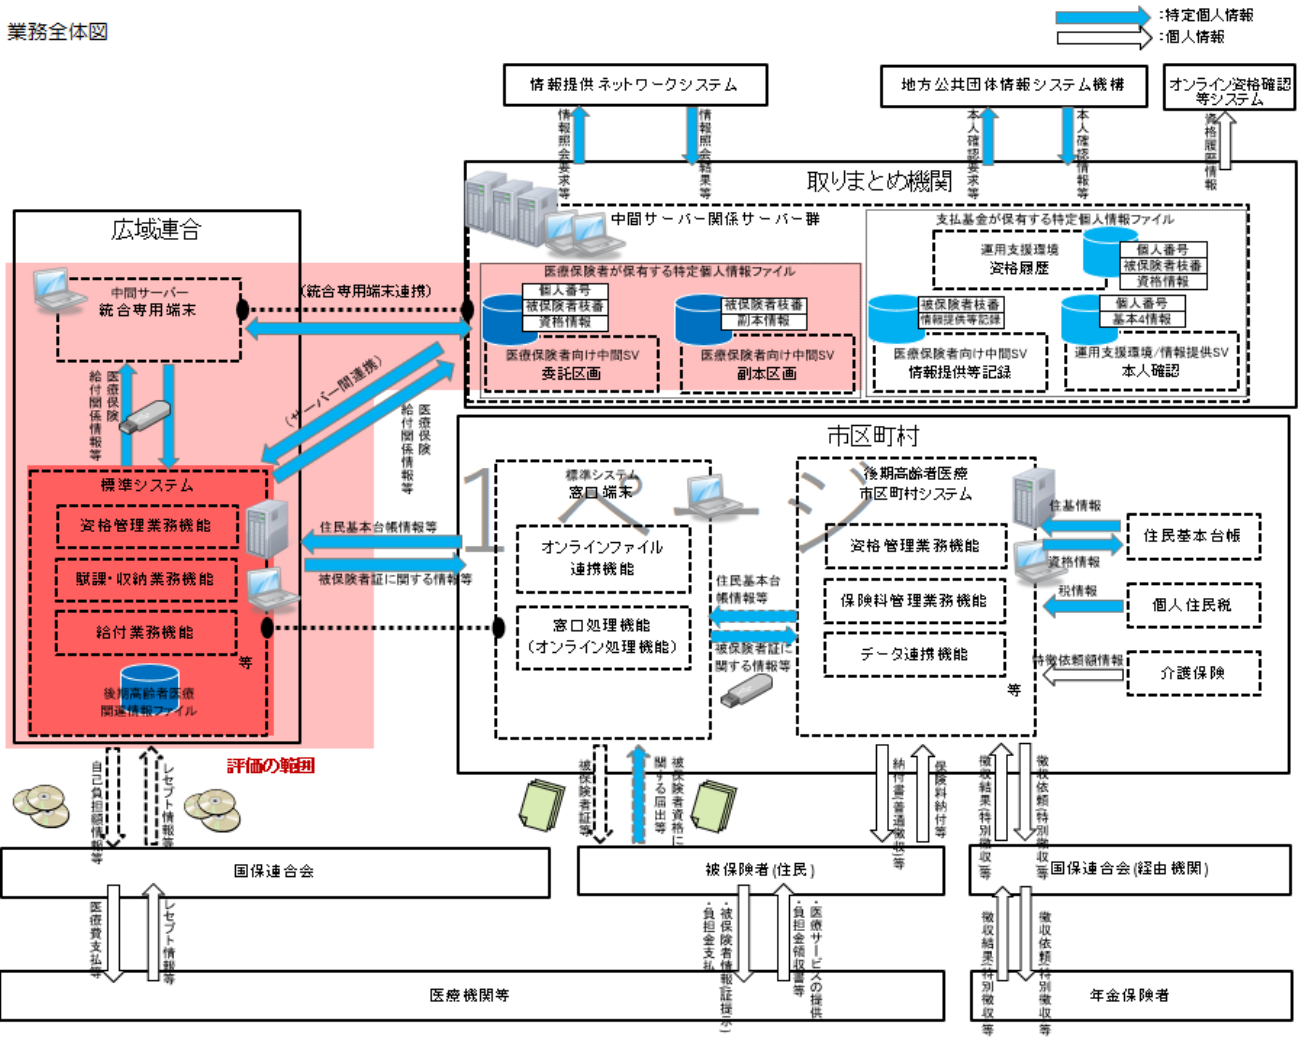 業務全体図
:特定個人情報
:個人情報
情報提供ネットワークシステム
地方公共団体情報システム機構
オンライン資格確認
等システム
情報照会要求等
情報照会結果等
本人確認要求等
本人確認情報等
資格履歴情報
取りまとめ機関
中間サーバー関係サーバー群
支払基金が保有する特定個人情報ファイル
運用支援環境
資格履歴
個人番号
被保険者枝番
資格情報
医療保険者が保有する特定個人情報ファイル
個人番号
被保険者枝番
資格情報
医療保険者向け中間SV
委託区画
被保険者枝番
副本情報
医療保険者向け中間SV
副本区画
被保険者枝番
情報提供等記録
医療保険者向け中間SV
情報提供等記録
個人番号
基本4情報
運用支援環境/情報提供SV
本人確認
広域連合
中間サーバー
統合専用端末
(統合専用端末連携)
医療保険
給付関係情報等
(サーバー間連携)
医療保険
給付関係情報等
標準システム
資格管理業務機能
賦課・収納業務機能
給付業務機能
等
後期高齢者医療
関連情報ファイル
評価の範囲
住民基本台帳情報等
被保険者証に関する情報等
市区町村
1 ページ
標準システム
窓口端末
オンラインファイル
連携機能
窓口処理機能
(オンライン処理機能)
住民基本台
帳情報等
被保険者証に
関する情報等
後期高齢者医療
市区町村システム
資格管理業務機能
保険料管理業務機能
データ連携機能
等
住基情報
資格情報
住民基本台帳
税情報
個人住民税
特徴依頼額情報
介護保険
自己負担額情報等
レセプト情報等
被保険者証等
被保険者資格に
関する届出等
納付書(普通徴収)等
保険料納付等
徴収結果(特別徴収)等
徴収依頼(特別徴収)等
国保連合会
被保険者(住民)
国保連合会(経由機関)
医療費支払等
レセプト情報等
・被保険者情報(証提示)
・負担金支払
・医療サービスの提供
・負担金領収書等
徴収結果(特別徴収)等
徴収依頼(特別徴収)等
医療機関等
年金保険者